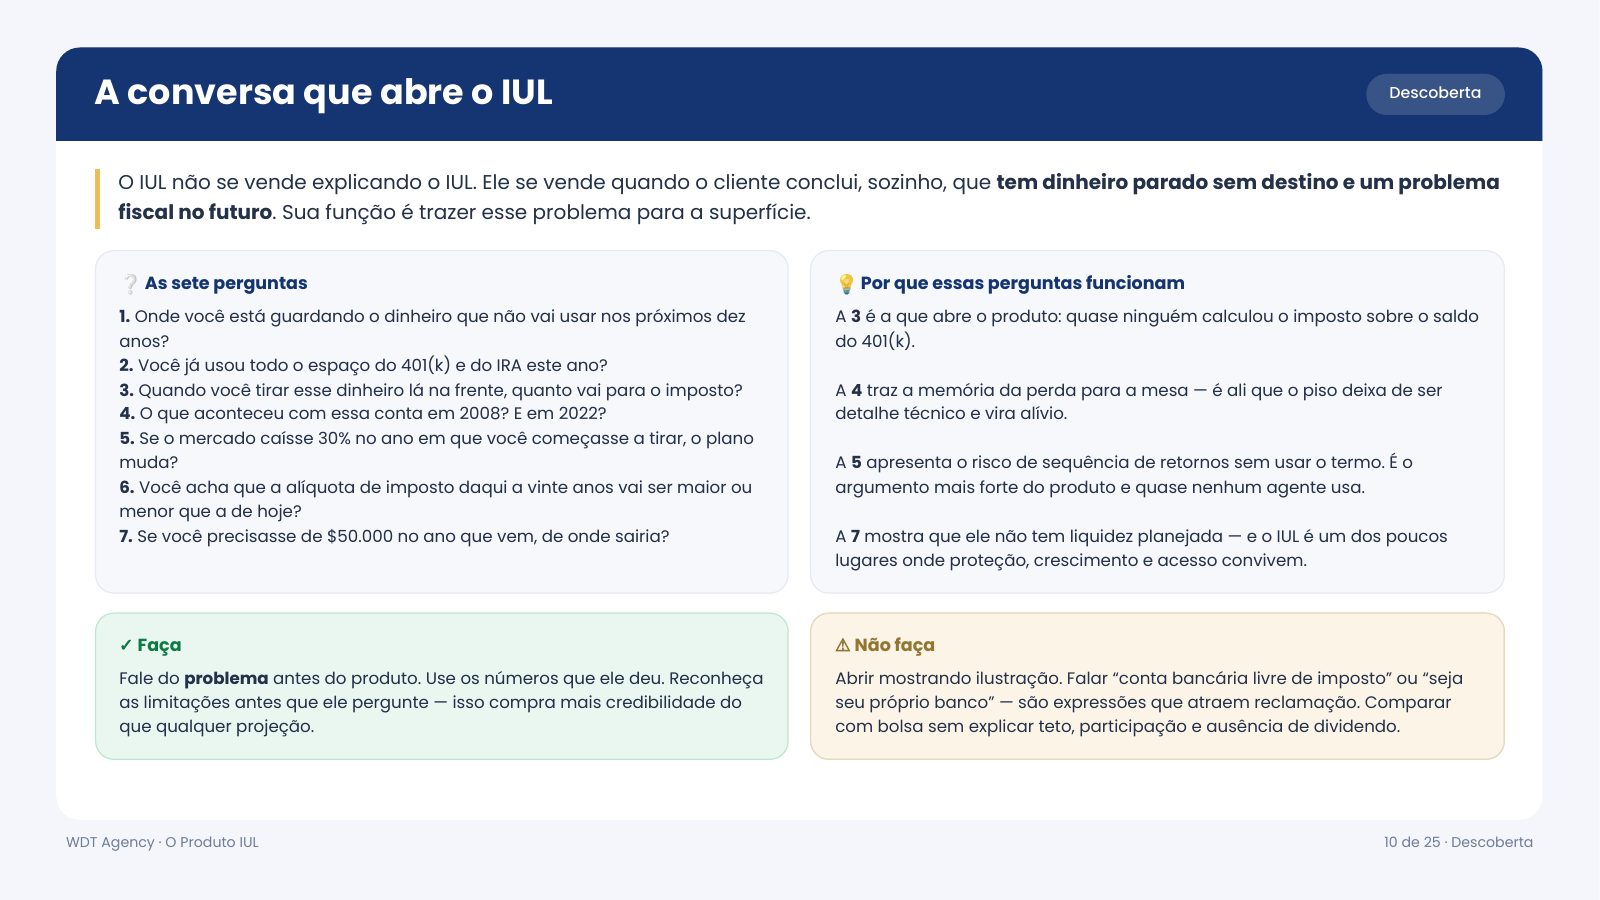 A conversa que abre o IUL
Descoberta
O IUL não se vende explicando o IUL. Ele se vende quando o cliente conclui, sozinho, que tem dinheiro parado sem destino e um problema
fiscal no futuro. Sua função é trazer esse problema para a superfície.
❔ As sete perguntas
1. Onde você está guardando o dinheiro que não vai usar nos próximos dez
anos?
2. Você já usou todo o espaço do 401(k) e do IRA este ano?
3. Quando você tirar esse dinheiro lá na frente, quanto vai para o imposto?
4. O que aconteceu com essa conta em 2008? E em 2022?
5. Se o mercado caísse 30% no ano em que você começasse a tirar, o plano
muda?
6. Você acha que a alíquota de imposto daqui a vinte anos vai ser maior ou
menor que a de hoje?
7. Se você precisasse de $50.000 no ano que vem, de onde sairia?
💡 Por que essas perguntas funcionam
A 3 é a que abre o produto: quase ninguém calculou o imposto sobre o saldo
do 401(k).
A 4 traz a memória da perda para a mesa — é ali que o piso deixa de ser
detalhe técnico e vira alívio.
A 5 apresenta o risco de sequência de retornos sem usar o termo. É o
argumento mais forte do produto e quase nenhum agente usa.
A 7 mostra que ele não tem liquidez planejada — e o IUL é um dos poucos
lugares onde proteção, crescimento e acesso convivem.
✓ Faça
Fale do problema antes do produto. Use os números que ele deu. Reconheça
as limitações antes que ele pergunte — isso compra mais credibilidade do
que qualquer projeção.
⚠ Não faça
Abrir mostrando ilustração. Falar “conta bancária livre de imposto” ou “seja
seu próprio banco” — são expressões que atraem reclamação. Comparar
com bolsa sem explicar teto, participação e ausência de dividendo.
WDT Agency · O Produto IUL
10 de 25 · Descoberta